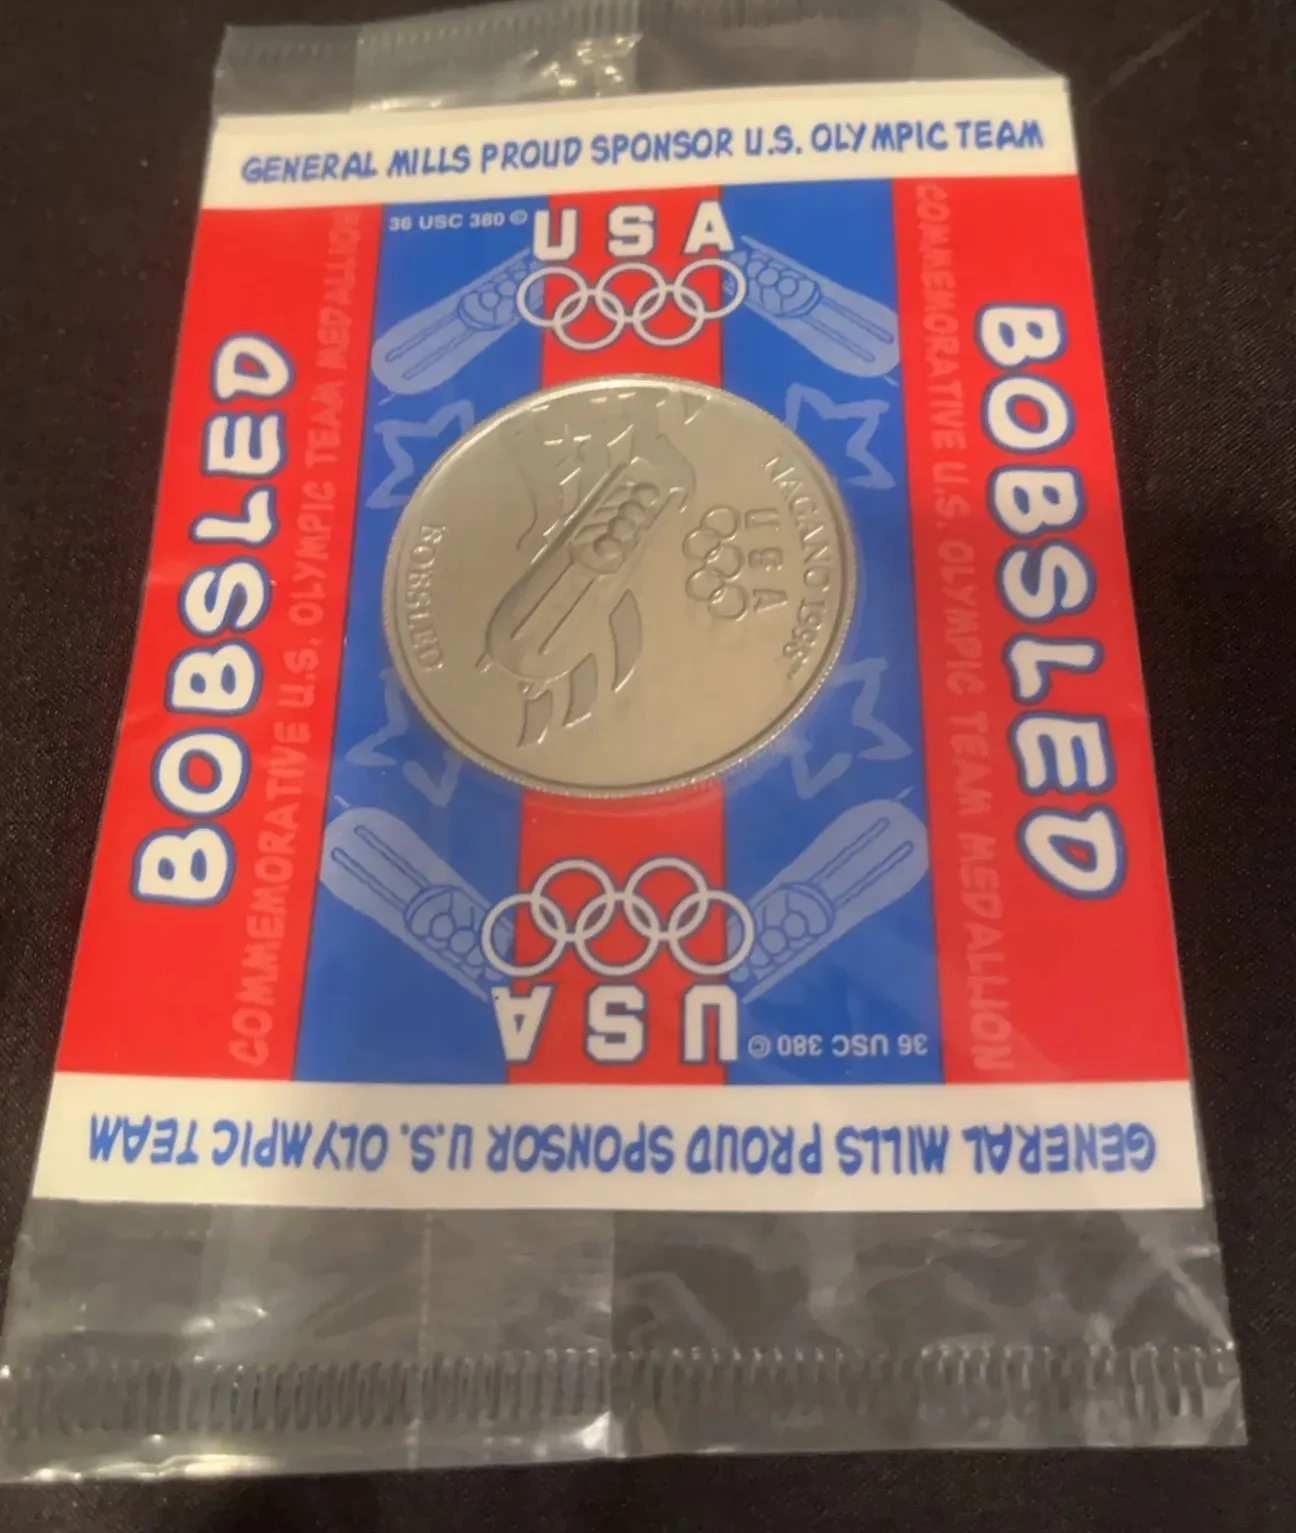 GENERAL MILLS PROUD SPONSOR U.S. OLYMPIC TEAM
36 USC 380 ©
USA
BOBSLED
COMMEMORATIVE U.S. OLYMPIC TEAM MEDALLION
NAGANO 1998
USA
BOBSLED
COMMEMORATIVE U.S. OLYMPIC TEAM MEDALLION
BOBSLED
USA
36 USC 380 ©
GENERAL MILLS PROUD SPONSOR U.S. OLYMPIC TEAM